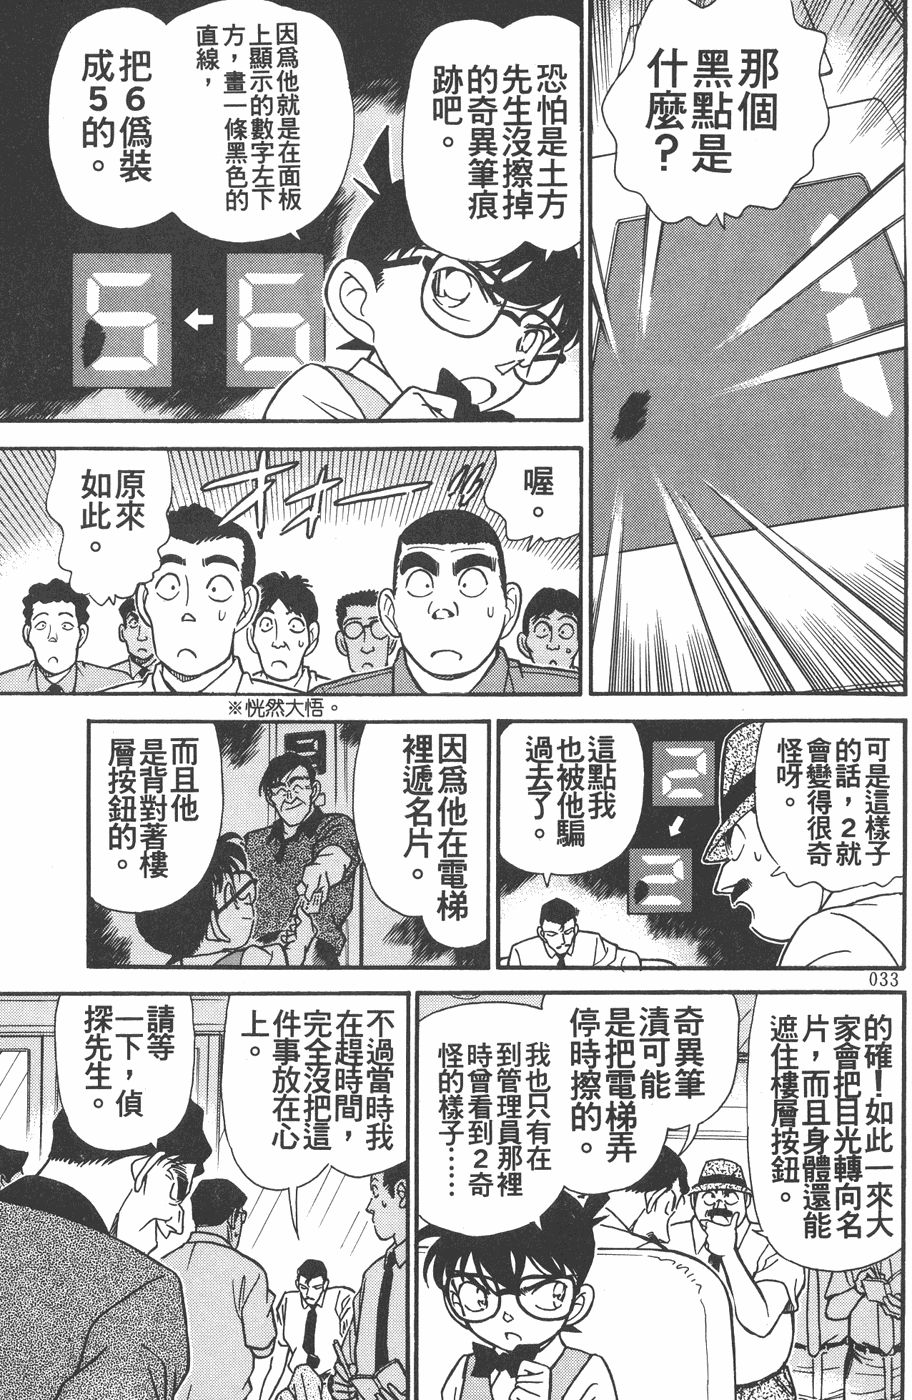 那個
黑點是
什麼？
恐怕是土方
先生沒擦掉
的奇異筆痕
跡吧。
因爲他就是在面板
上顯示的數字左下
方，畫一條黑色的
直線，
把6僞裝
成5的。
喔。
原來
如此。
※恍然大悟。
可是這樣子
的話，2就
會變得很奇
怪呀。
這點我
也被他騙
過去了。
因爲他在電梯
裡遞名片。
而且他
是背對著樓
層按鈕的。
033
的確！如此一來大
家會把目光轉向名
片，而且身體還能
遮住樓層按鈕。
奇異筆
漬可能
是把電梯弄
停時擦的。
我也只有在
到管理員那裡
時曾看到2奇
怪的樣子……
不過當時我
在趕時間，
完全沒把這
件事放在心
上。
請等
一下，偵
探先生。